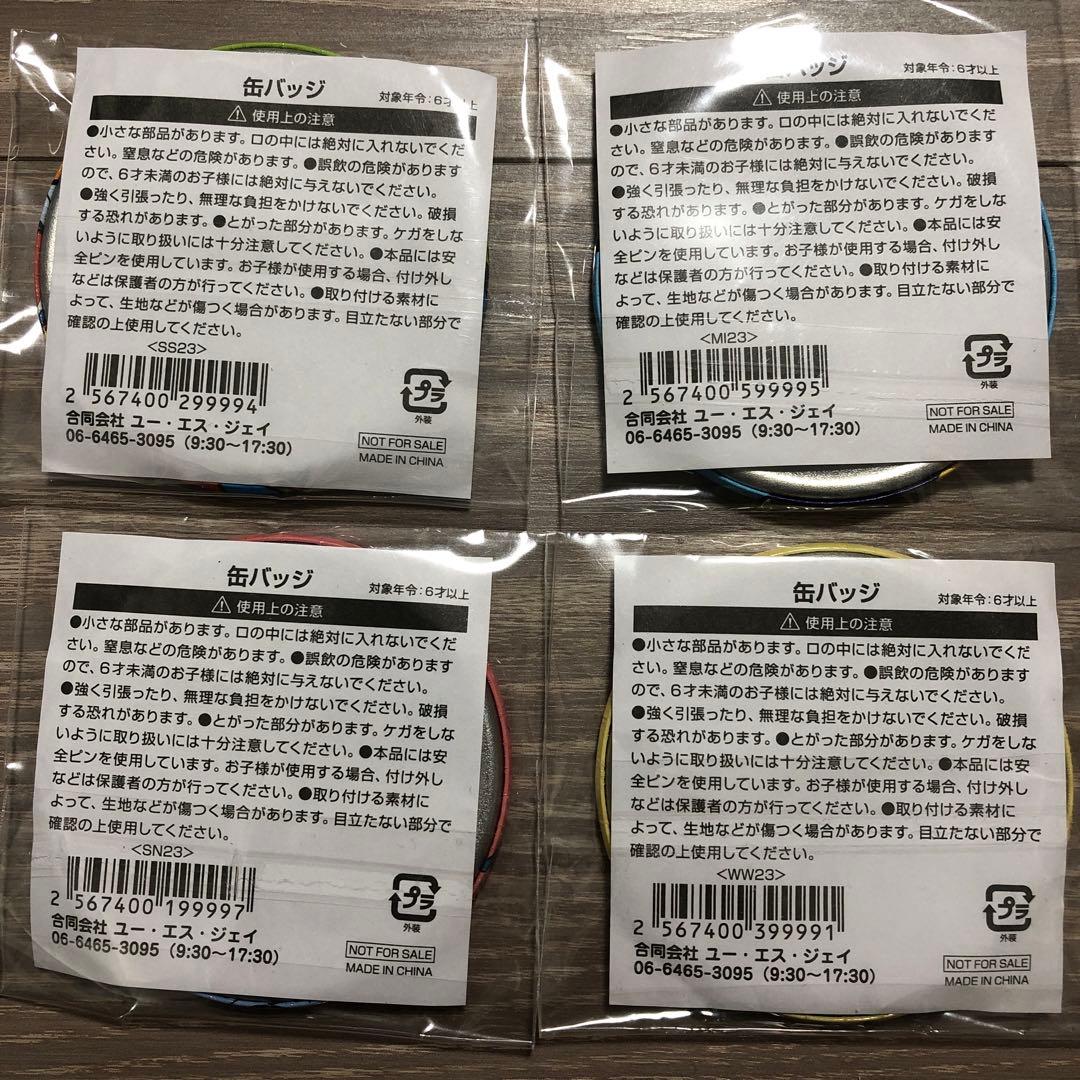 缶バッジ
対象年令：6才以上
⚠ 使用上の注意
●小さな部品があります。口の中には絶対に入れないでくだ
さい。窒息などの危険があります。●誤飲の危険があります
ので、6才未満のお子様には絶対に与えないでください。
●強く引張ったり、無理な負担をかけないでください。破損
する恐れがあります。●とがった部分があります。ケガをしな
いように取り扱いには十分注意してください。●本品には安
全ピンを使用しています。お子様が使用する場合、付け外し
などは保護者の方が行ってください。●取り付ける素材に
よって、生地などが傷つく場合があります。目立たない部分で
確認の上使用してください。
<SS23>
2 567400 299994
合同会社 ユー・エス・ジェイ
06-6465-3095（9:30〜17:30）
プラ
外装
NOT FOR SALE
MADE IN CHINA
バッジ
対象年令：6才以上
⚠ 使用上の注意
●小さな部品があります。口の中には絶対に入れないでくだ
さい。窒息などの危険があります。●誤飲の危険があります
ので、6才未満のお子様には絶対に与えないでください。
●強く引張ったり、無理な負担をかけないでください。破損
する恐れがあります。●とがった部分があります。ケガをしな
いように取り扱いには十分注意してください。●本品には安
全ピンを使用しています。お子様が使用する場合、付け外し
などは保護者の方が行ってください。●取り付ける素材に
よって、生地などが傷つく場合があります。目立たない部分で
確認の上使用してください。
<MI23>
2 567400 599995
合同会社 ユー・エス・ジェイ
06-6465-3095（9:30〜17:30）
プラ
外装
NOT FOR SALE
MADE IN CHINA
缶バッジ
対象年令：6才以上
⚠ 使用上の注意
●小さな部品があります。口の中には絶対に入れないでくだ
さい。窒息などの危険があります。●誤飲の危険があります
ので、6才未満のお子様には絶対に与えないでください。
●強く引張ったり、無理な負担をかけないでください。破損
する恐れがあります。●とがった部分があります。ケガをしな
いように取り扱いには十分注意してください。●本品には安
全ピンを使用しています。お子様が使用する場合、付け外し
などは保護者の方が行ってください。●取り付ける素材に
よって、生地などが傷つく場合があります。目立たない部分で
確認の上使用してください。
<SN23>
2 567400 199997
合同会社 ユー・エス・ジェイ
06-6465-3095（9:30〜17:30）
プラ
外装
NOT FOR SALE
MADE IN CHINA
缶バッジ
対象年令：6才以上
⚠ 使用上の注意
●小さな部品があります。口の中には絶対に入れないでくだ
さい。窒息などの危険があります。●誤飲の危険があります
ので、6才未満のお子様には絶対に与えないでください。
●強く引張ったり、無理な負担をかけないでください。破損
する恐れがあります。●とがった部分があります。ケガをしな
いように取り扱いには十分注意してください。●本品には安
全ピンを使用しています。お子様が使用する場合、付け外し
などは保護者の方が行ってください。●取り付ける素材に
よって、生地などが傷つく場合があります。目立たない部分で
確認の上使用してください。
<WW23>
2 567400 399991
合同会社 ユー・エス・ジェイ
06-6465-3095（9:30〜17:30）
プラ
外装
NOT FOR SALE
MADE IN CHINA